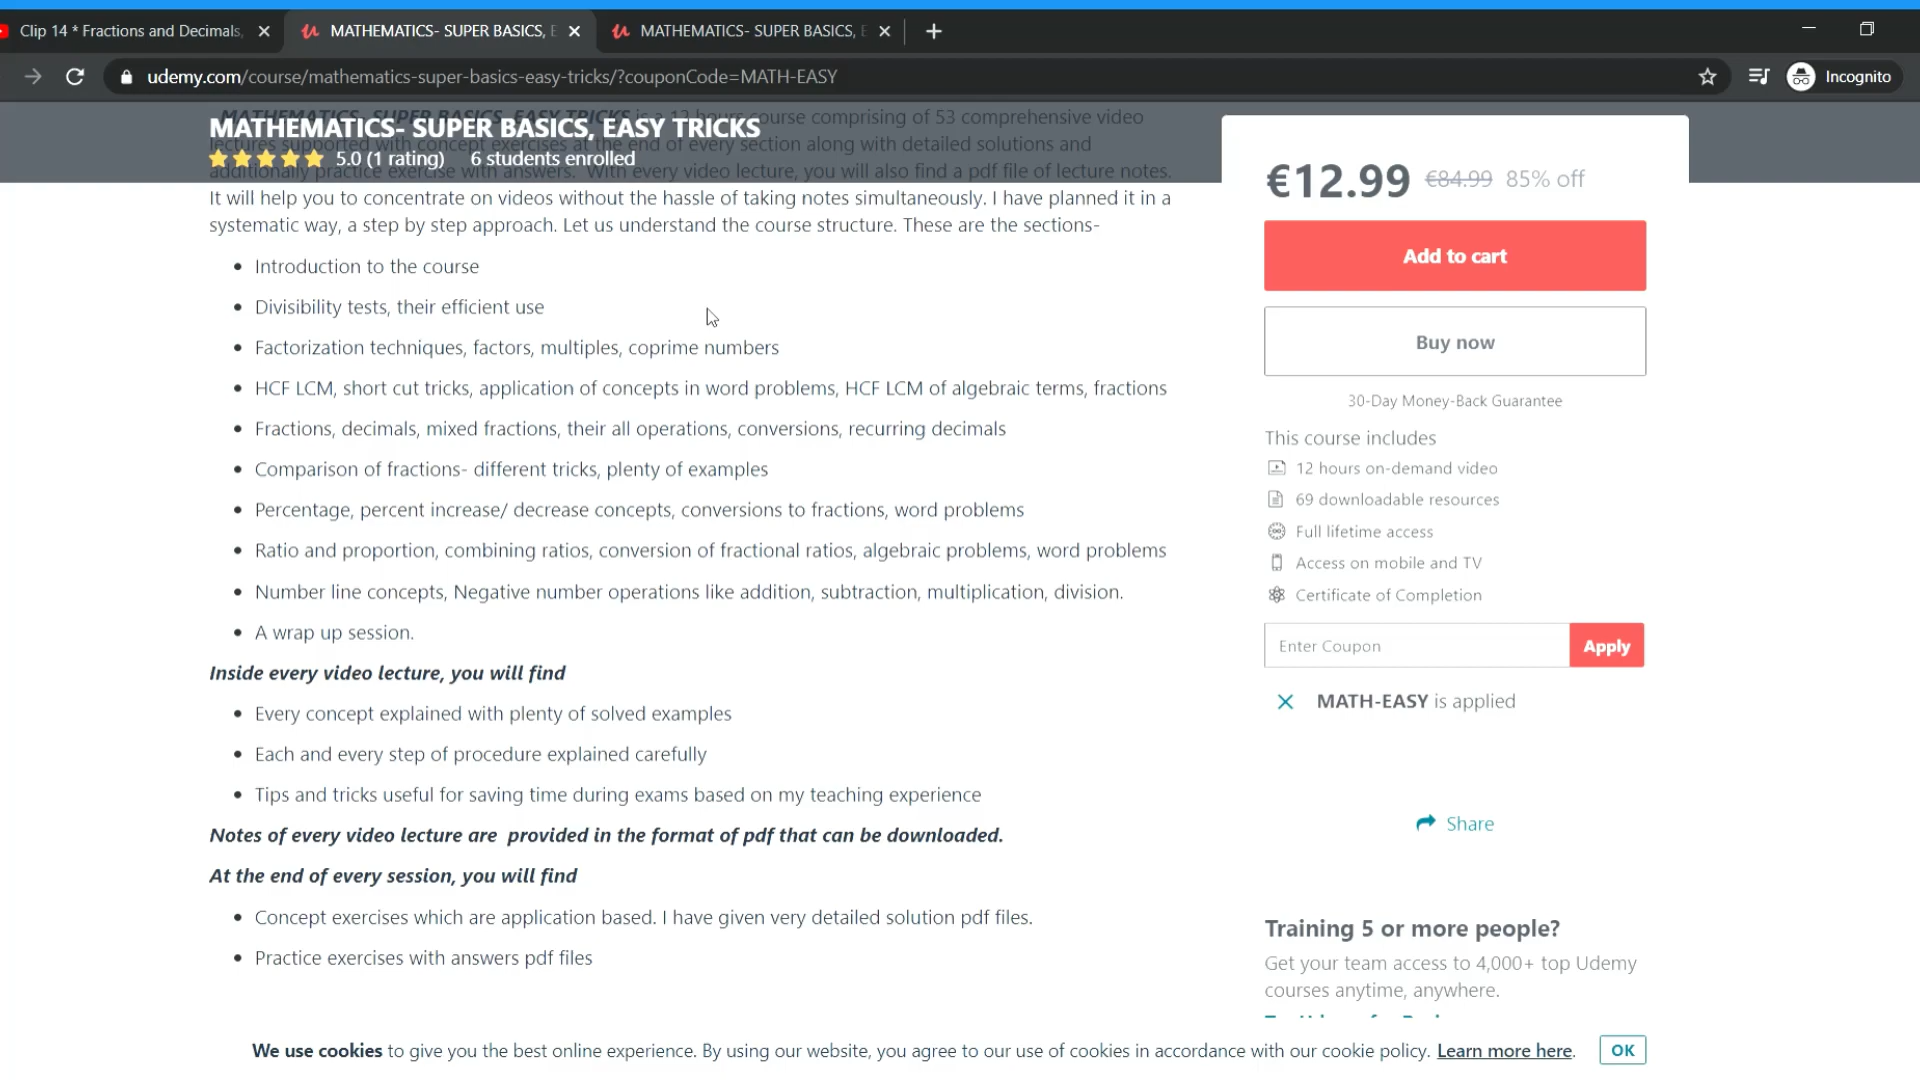 Clip 14 * Fractions and Decimals,
MATHEMATICS- SUPER BASICS, E
MATHEMATICS- SUPER BASICS, E
udemy.com/course/mathematics-super-basics-easy-tricks/?couponCode=MATH-EASY
Incognito
MATHEMATICS- SUPER BASICS, EASY TRICKS is a 12 hours course comprising of 53 comprehensive video
lectures supported with concept exercises at the end of every section along with detailed solutions and
additionally practice exercise with answers. With every video lecture, you will also find a pdf file of lecture notes.
MATHEMATICS- SUPER BASICS, EASY TRICKS
5.0 (1 rating) 6 students enrolled
It will help you to concentrate on videos without the hassle of taking notes simultaneously. I have planned it in a
systematic way, a step by step approach. Let us understand the course structure. These are the sections-
• Introduction to the course
• Divisibility tests, their efficient use
• Factorization techniques, factors, multiples, coprime numbers
• HCF LCM, short cut tricks, application of concepts in word problems, HCF LCM of algebraic terms, fractions
• Fractions, decimals, mixed fractions, their all operations, conversions, recurring decimals
• Comparison of fractions- different tricks, plenty of examples
• Percentage, percent increase/ decrease concepts, conversions to fractions, word problems
• Ratio and proportion, combining ratios, conversion of fractional ratios, algebraic problems, word problems
• Number line concepts, Negative number operations like addition, subtraction, multiplication, division.
• A wrap up session.
Inside every video lecture, you will find
• Every concept explained with plenty of solved examples
• Each and every step of procedure explained carefully
• Tips and tricks useful for saving time during exams based on my teaching experience
Notes of every video lecture are provided in the format of pdf that can be downloaded.
At the end of every session, you will find
• Concept exercises which are application based. I have given very detailed solution pdf files.
• Practice exercises with answers pdf files
€12.99 €84.99 85% off
Add to cart
Buy now
30-Day Money-Back Guarantee
This course includes
12 hours on-demand video
69 downloadable resources
Full lifetime access
Access on mobile and TV
Certificate of Completion
Enter Coupon Apply
MATH-EASY is applied
Share
Training 5 or more people?
Get your team access to 4,000+ top Udemy
courses anytime, anywhere.
We use cookies to give you the best online experience. By using our website, you agree to our use of cookies in accordance with our cookie policy. Learn more here. OK